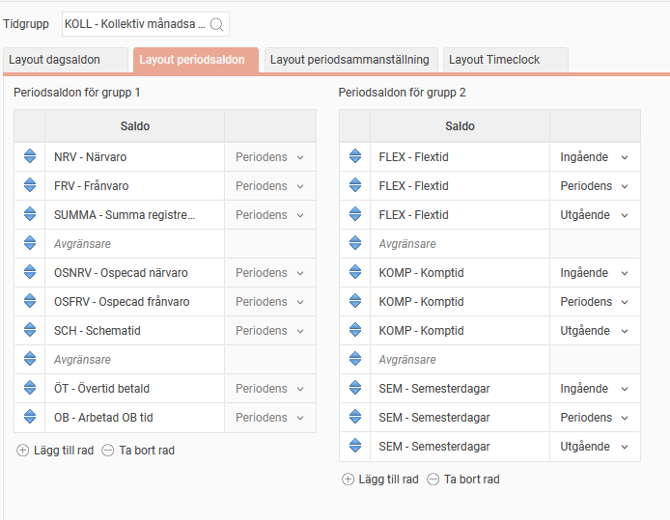 Tidgrupp KOLL - Kollektiv månadsa ...
Layout dagsaldon Layout periodsaldon Layout periodsammanställning Layout Timeclock
Periodsaldon för grupp 1
Saldo
NRV - Närvaro Periodens
FRV - Frånvaro Periodens
SUMMA - Summa registre... Periodens
Avgränsare
OSNRV - Ospecad närvaro Periodens
OSFRV - Ospecad frånvaro Periodens
SCH - Schematid Periodens
Avgränsare
ÖT - Övertid betald Periodens
OB - Arbetad OB tid Periodens
Lägg till rad Ta bort rad
Periodsaldon för grupp 2
Saldo
FLEX - Flextid Ingående
FLEX - Flextid Periodens
FLEX - Flextid Utgående
Avgränsare
KOMP - Komptid Ingående
KOMP - Komptid Periodens
KOMP - Komptid Utgående
Avgränsare
SEM - Semesterdagar Ingående
SEM - Semesterdagar Periodens
SEM - Semesterdagar Utgående
Lägg till rad Ta bort rad